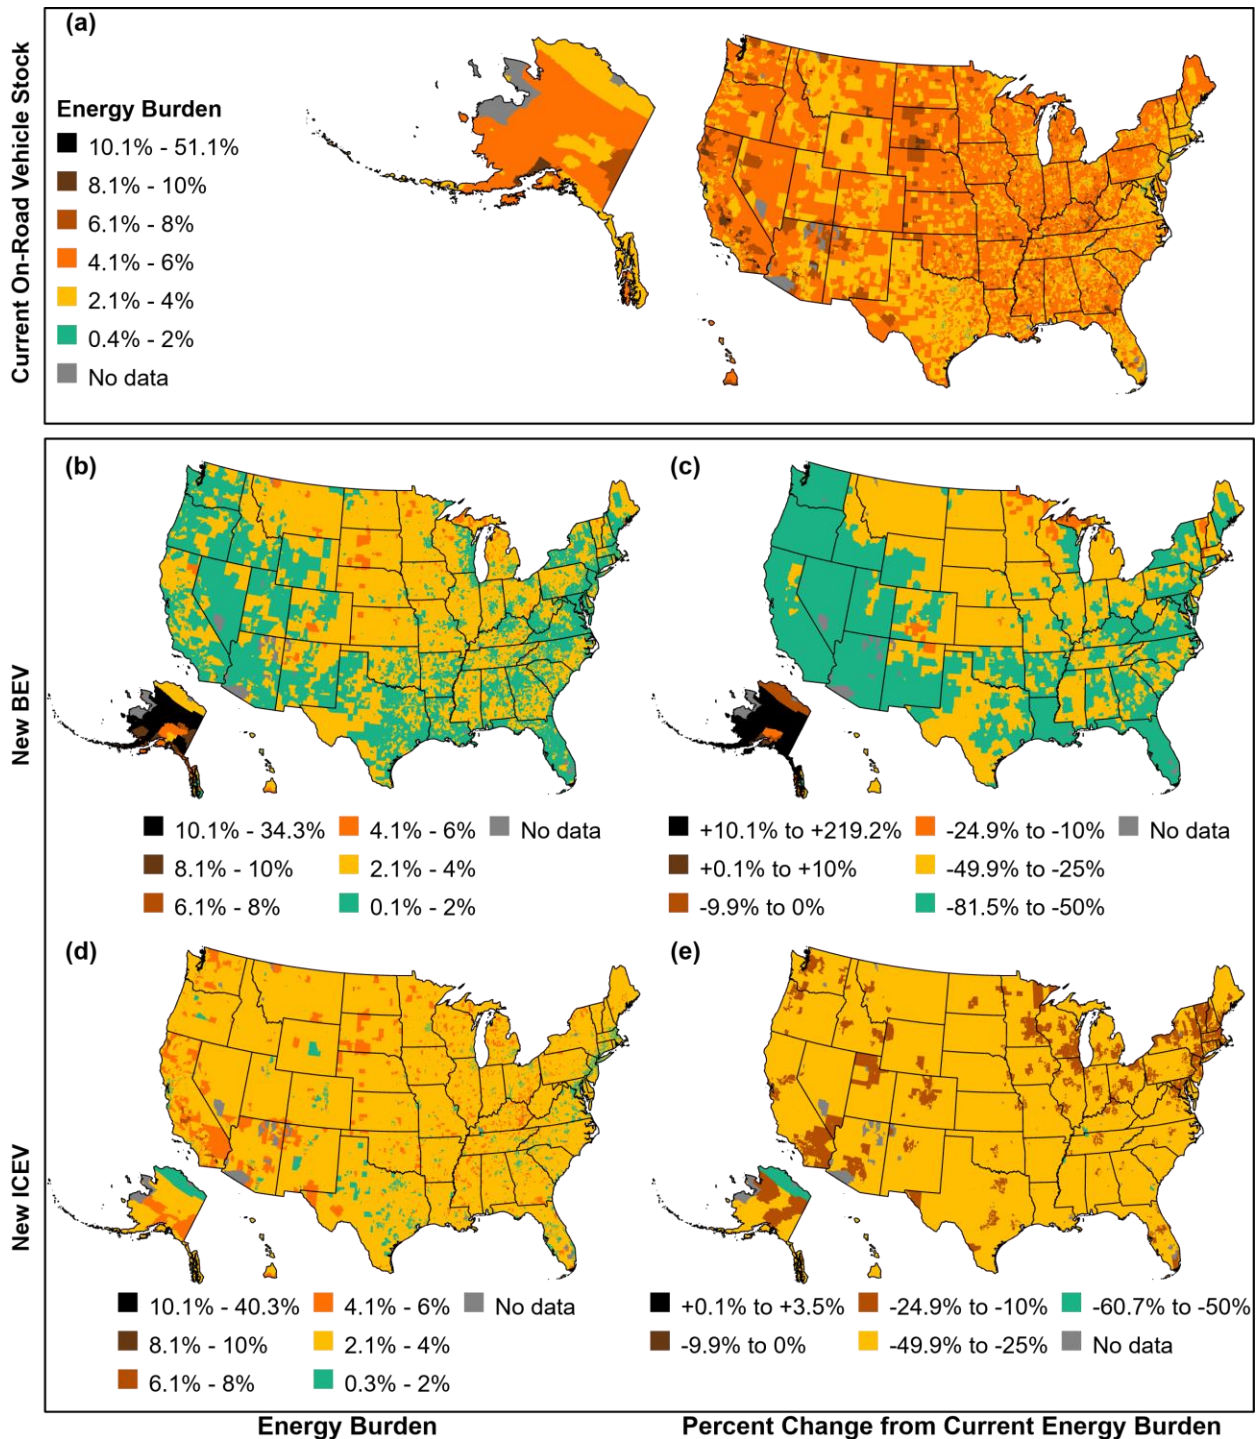 (a)
Current On-Road Vehicle Stock
Energy Burden
10.1% - 51.1%
8.1% - 10%
6.1% - 8%
4.1% - 6%
2.1% - 4%
0.4% - 2%
No data
New BEV
(b)
10.1% - 34.3%
4.1% - 6%
No data
8.1% - 10%
2.1% - 4%
6.1% - 8%
0.1% - 2%
(c)
+10.1% to +219.2%
-24.9% to -10%
No data
+0.1% to +10%
-49.9% to -25%
-9.9% to 0%
-81.5% to -50%
New ICEV
(d)
10.1% - 40.3%
4.1% - 6%
No data
8.1% - 10%
2.1% - 4%
6.1% - 8%
0.3% - 2%
(e)
+0.1% to +3.5%
-24.9% to -10%
-60.7% to -50%
-9.9% to 0%
-49.9% to -25%
No data
Energy Burden
Percent Change from Current Energy Burden